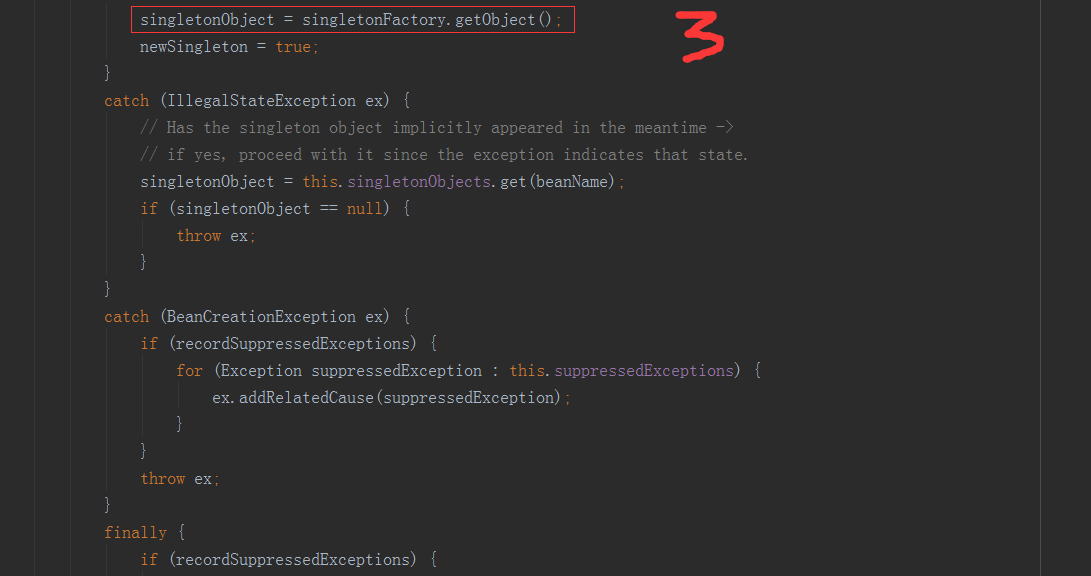 singletonObject = singletonFactory.getObject();
3
newSingleton = true;
}
catch (IllegalStateException ex) {
// Has the singleton object implicitly appeared in the meantime ->
// if yes, proceed with it since the exception indicates that state.
singletonObject = this.singletonObjects.get(beanName);
if (singletonObject == null) {
throw ex;
}
}
catch (BeanCreationException ex) {
if (recordSuppressedExceptions) {
for (Exception suppressedException : this.suppressedExceptions) {
ex.addRelatedCause(suppressedException);
}
}
throw ex;
}
finally {
if (recordSuppressedExceptions) {